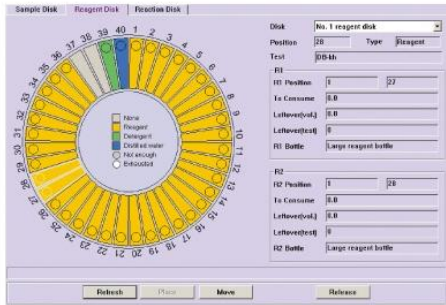 Sample Disk Reagent Disk Reaction Disk
Disk No. 1 reagent disk
Position 28 Type Reagent
Test DB-kh
R1
R1 Position 1 27
To Consume 0.0
Leftover(vol.) 0.0
Leftover(test) 0
R1 Bottle Large reagent bottle
R2
R2 Position 1 28
To Consume 0.0
Leftover(vol.) 0.0
Leftover(test) 0
R2 Bottle Large reagent bottle
1
2
3
4
5
6
7
8
9
10
11
12
13
14
15
16
17
18
19
20
21
22
23
24
25
26
27
28
29
30
31
32
33
34
35
36
37
38
39
40
None
Reagent
Detergent
Distilled water
Not enough
Exhausted
Refresh Place Move Release